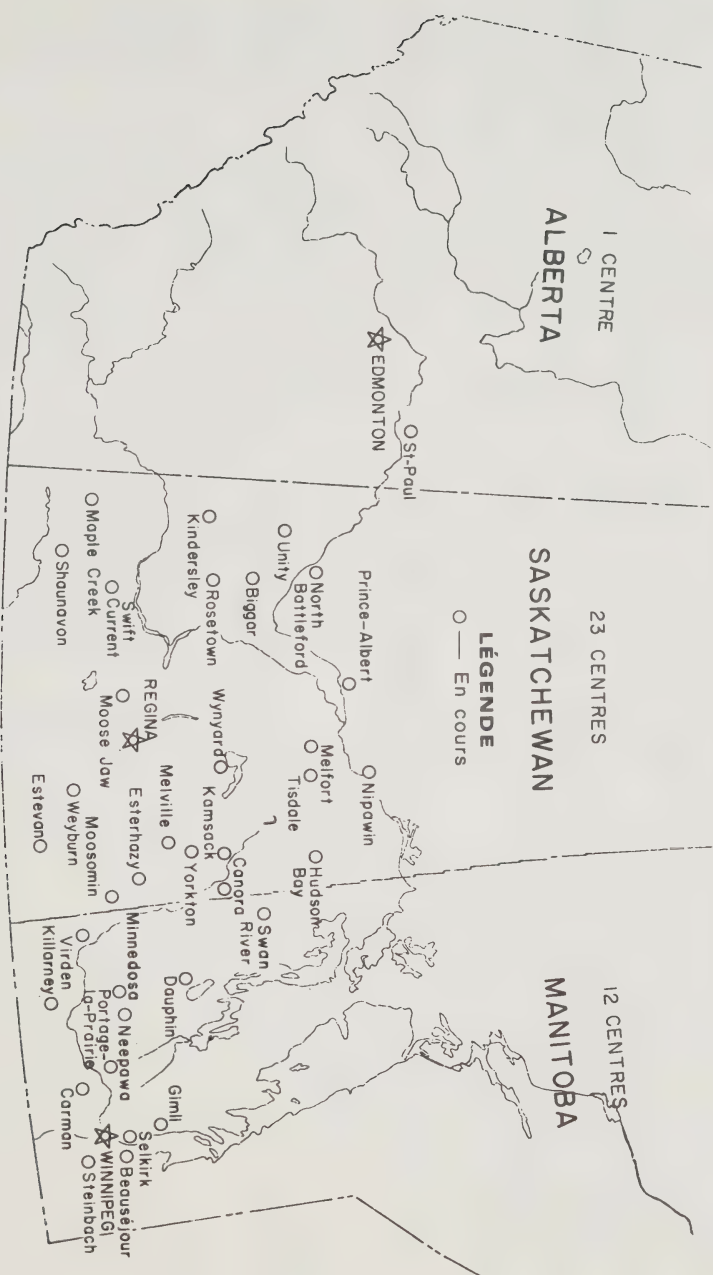 1 CENTRE
ALBERTA
EDMONTON
St-Paul
23 CENTRES
SASKATCHEWAN
LÉGENDE
En cours
Prince-Albert
North
Battleford
Unity
Biggar
Kindersley
Rosetown
Maple Creek
Swift
Current
Shaunavon
Nipawin
Melfort
Tisdale
Hudson
Bay
Wynyard
Kamsack
Canora
REGINA
Moose Jaw
Melville
Yorkton
Esterhazy
Moosomin
Weyburn
Estevan
12 CENTRES
MANITOBA
Swan
River
Dauphin
Minnedosa
Neepawa
Portage-
la-Prairie
Virden
Killarney
Carman
Gimli
Selkirk
Beauséjour
WINNIPEG
Steinbach